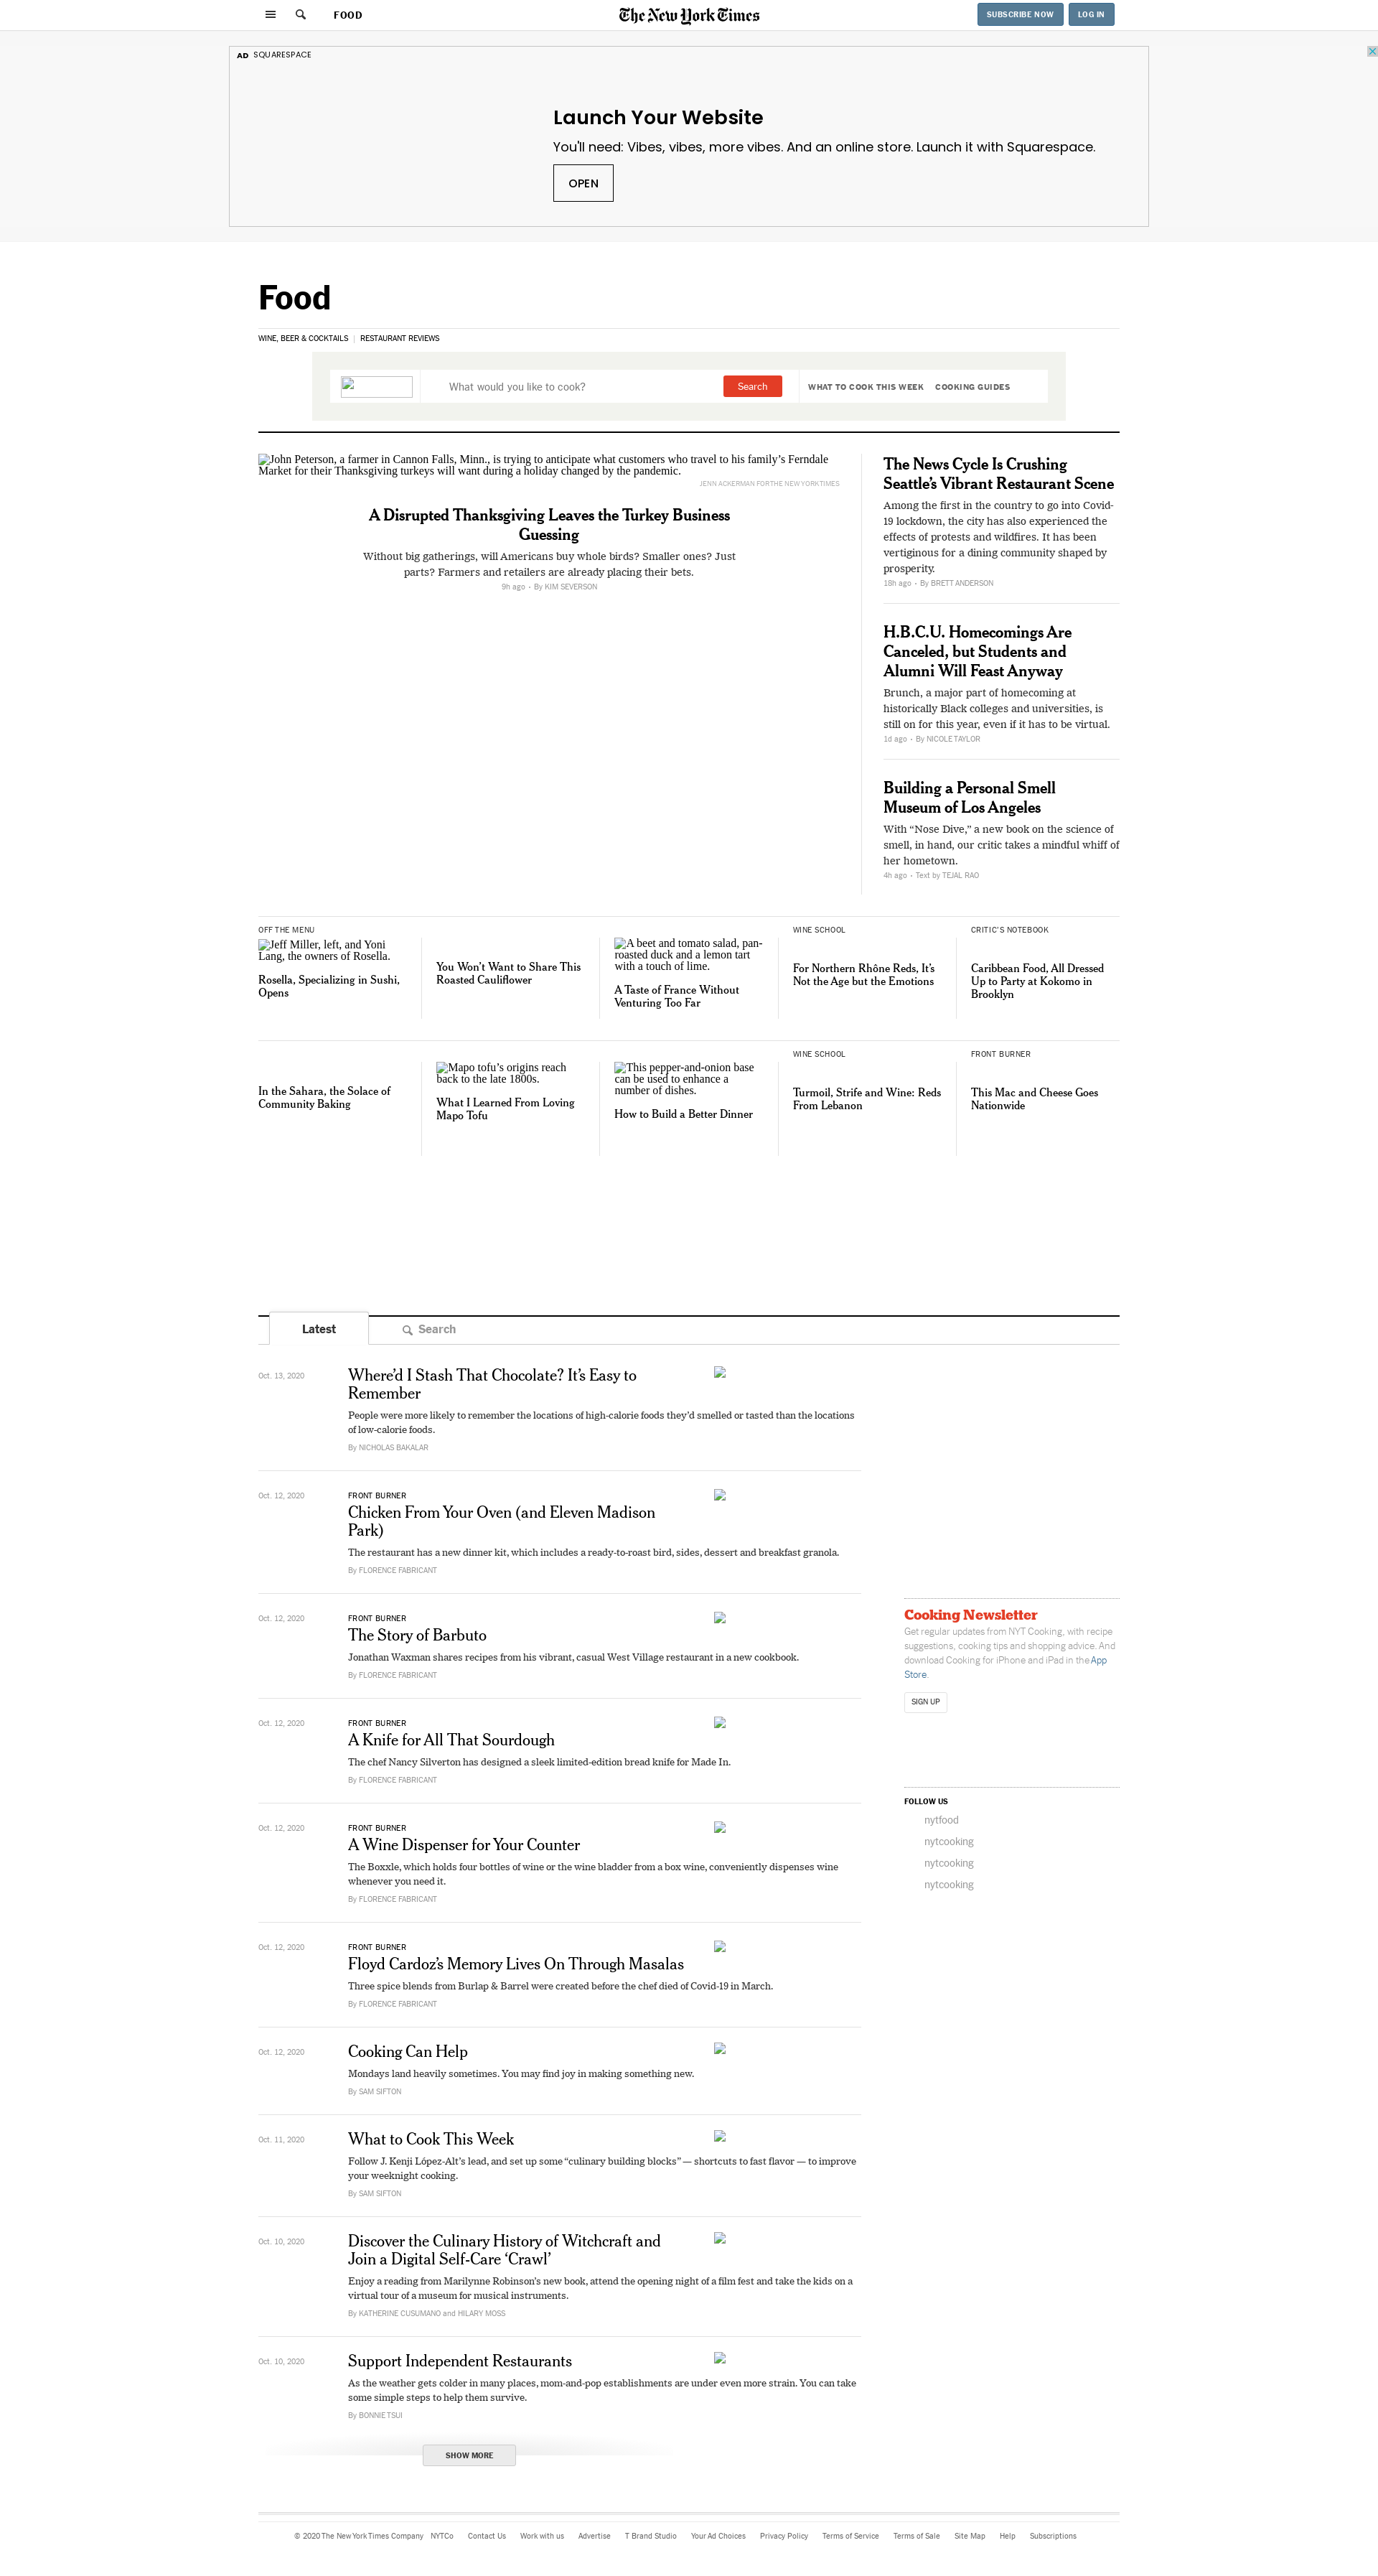 FOOD
The New York Times
SUBSCRIBE NOW
LOG IN
AD SQUARESPACE
Launch Your Website
You'll need: Vibes, vibes, more vibes. And an online store. Launch it with Squarespace.
OPEN
Food
WINE, BEER & COCKTAILS | RESTAURANT REVIEWS
What would you like to cook?
Search
WHAT TO COOK THIS WEEK
COOKING GUIDES
John Peterson, a farmer in Cannon Falls, Minn., is trying to anticipate what customers who travel to his family’s Ferndale
Market for their Thanksgiving turkeys will want during a holiday changed by the pandemic.
JENN ACKERMAN FOR THE NEW YORK TIMES
A Disrupted Thanksgiving Leaves the Turkey Business
Guessing
Without big gatherings, will Americans buy whole birds? Smaller ones? Just
parts? Farmers and retailers are already placing their bets.
9h ago • By KIM SEVERSON
The News Cycle Is Crushing
Seattle’s Vibrant Restaurant Scene
Among the first in the country to go into Covid-
19 lockdown, the city has also experienced the
effects of protests and wildfires. It has been
vertiginous for a dining community shaped by
prosperity.
18h ago • By BRETT ANDERSON
H.B.C.U. Homecomings Are
Canceled, but Students and
Alumni Will Feast Anyway
Brunch, a major part of homecoming at
historically Black colleges and universities, is
still on for this year, even if it has to be virtual.
1d ago • By NICOLE TAYLOR
Building a Personal Smell
Museum of Los Angeles
With “Nose Dive,” a new book on the science of
smell, in hand, our critic takes a mindful whiff of
her hometown.
4h ago • Text by TEJAL RAO
OFF THE MENU
Jeff Miller, left, and Yoni
Lang, the owners of Rosella.
Rosella, Specializing in Sushi,
Opens
You Won’t Want to Share This
Roasted Cauliflower
A beet and tomato salad, pan-
roasted duck and a lemon tart
with a touch of lime.
A Taste of France Without
Venturing Too Far
WINE SCHOOL
For Northern Rhône Reds, It’s
Not the Age but the Emotions
CRITIC’S NOTEBOOK
Caribbean Food, All Dressed
Up to Party at Kokomo in
Brooklyn
In the Sahara, the Solace of
Community Baking
Mapo tofu’s origins reach
back to the late 1800s.
What I Learned From Loving
Mapo Tofu
This pepper-and-onion base
can be used to enhance a
number of dishes.
How to Build a Better Dinner
WINE SCHOOL
Turmoil, Strife and Wine: Reds
From Lebanon
FRONT BURNER
This Mac and Cheese Goes
Nationwide
Latest
Search
Oct. 13, 2020
Where’d I Stash That Chocolate? It’s Easy to
Remember
People were more likely to remember the locations of high-calorie foods they’d smelled or tasted than the locations
of low-calorie foods.
By NICHOLAS BAKALAR
Oct. 12, 2020
FRONT BURNER
Chicken From Your Oven (and Eleven Madison
Park)
The restaurant has a new dinner kit, which includes a ready-to-roast bird, sides, dessert and breakfast granola.
By FLORENCE FABRICANT
Oct. 12, 2020
FRONT BURNER
The Story of Barbuto
Jonathan Waxman shares recipes from his vibrant, casual West Village restaurant in a new cookbook.
By FLORENCE FABRICANT
Oct. 12, 2020
FRONT BURNER
A Knife for All That Sourdough
The chef Nancy Silverton has designed a sleek limited-edition bread knife for Made In.
By FLORENCE FABRICANT
Oct. 12, 2020
FRONT BURNER
A Wine Dispenser for Your Counter
The Boxxle, which holds four bottles of wine or the wine bladder from a box wine, conveniently dispenses wine
whenever you need it.
By FLORENCE FABRICANT
Oct. 12, 2020
FRONT BURNER
Floyd Cardoz’s Memory Lives On Through Masalas
Three spice blends from Burlap & Barrel were created before the chef died of Covid-19 in March.
By FLORENCE FABRICANT
Oct. 12, 2020
Cooking Can Help
Mondays land heavily sometimes. You may find joy in making something new.
By SAM SIFTON
Oct. 11, 2020
What to Cook This Week
Follow J. Kenji López-Alt’s lead, and set up some “culinary building blocks” — shortcuts to fast flavor — to improve
your weeknight cooking.
By SAM SIFTON
Oct. 10, 2020
Discover the Culinary History of Witchcraft and
Join a Digital Self-Care ‘Crawl’
Enjoy a reading from Marilynne Robinson’s new book, attend the opening night of a film fest and take the kids on a
virtual tour of a museum for musical instruments.
By KATHERINE CUSUMANO and HILARY MOSS
Oct. 10, 2020
Support Independent Restaurants
As the weather gets colder in many places, mom-and-pop establishments are under even more strain. You can take
some simple steps to help them survive.
By BONNIE TSUI
SHOW MORE
Cooking Newsletter
Get regular updates from NYT Cooking, with recipe
suggestions, cooking tips and shopping advice. And
download Cooking for iPhone and iPad in the App
Store.
SIGN UP
FOLLOW US
nytfood
nytcooking
nytcooking
nytcooking
© 2020 The New York Times Company NYTCo Contact Us Work with us Advertise T Brand Studio Your Ad Choices Privacy Policy Terms of Service Terms of Sale Site Map Help Subscriptions